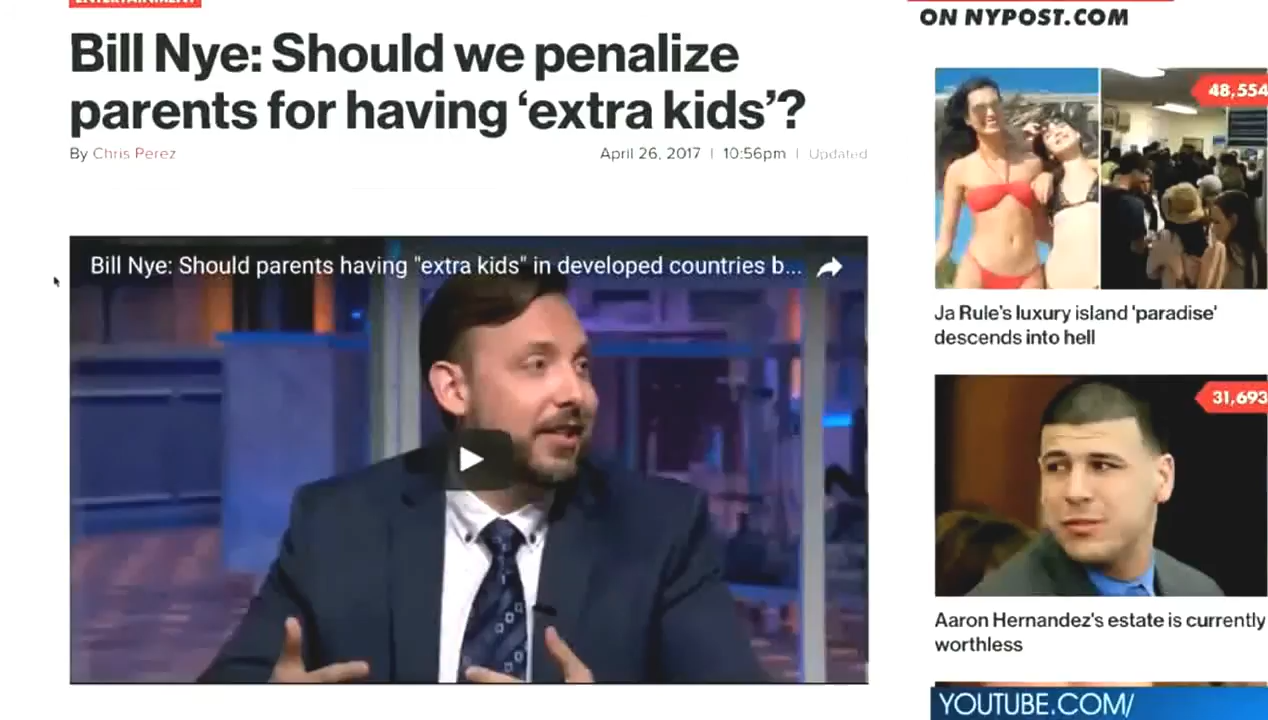 ENTERTAINMENT
Bill Nye: Should we penalize
parents for having ‘extra kids’?
By Chris Perez
April 26, 2017 | 10:56pm | Updated
Bill Nye: Should parents having "extra kids" in developed countries b...
ON NYPOST.COM
48,554
Ja Rule's luxury island 'paradise'
descends into hell
31,693
Aaron Hernandez's estate is currently
worthless
YOUTUBE.COM/